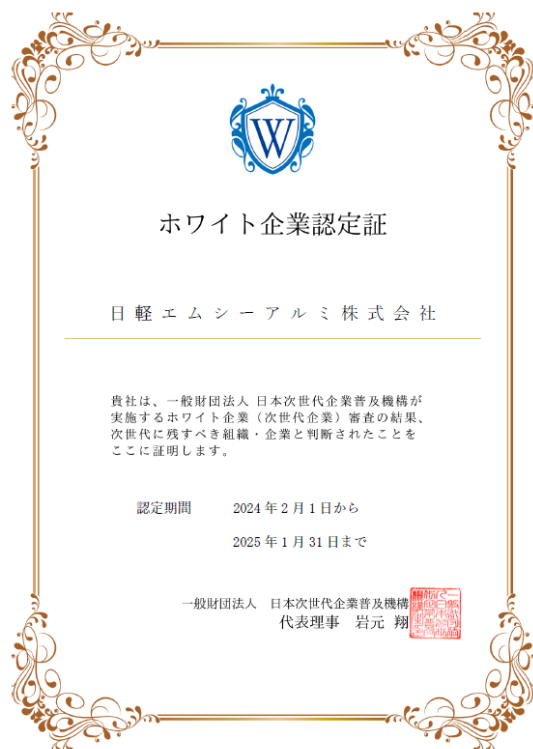 W
ホワイト企業認定証
日軽エムシーアルミ株式会社
貴社は、一般財団法人 日本次世代企業普及機構が
実施するホワイト企業（次世代企業）審査の結果、
次世代に残すべき組織・企業と判断されたことを
ここに証明します。
認定期間 2024年2月1日から
2025年1月31日まで
一般財団法人 日本次世代企業普及機構
代表理事 岩元 翔